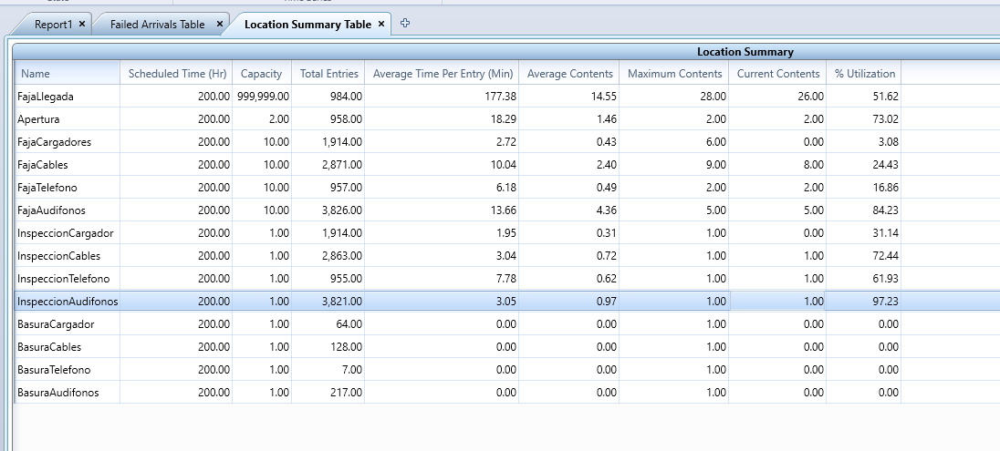 Report1 × Failed Arrivals Table × Location Summary Table ×
Location Summary
Name Scheduled Time (Hr) Capacity Total Entries Average Time Per Entry (Min) Average Contents Maximum Contents Current Contents % Utilization
FajaLlegada 200.00 999,999.00 984.00 177.38 14.55 28.00 26.00 51.62
Apertura 200.00 2.00 958.00 18.29 1.46 2.00 2.00 73.02
FajaCargadores 200.00 10.00 1,914.00 2.72 0.43 6.00 0.00 3.08
FajaCables 200.00 10.00 2,871.00 10.04 2.40 9.00 8.00 24.43
FajaTelefono 200.00 10.00 957.00 6.18 0.49 2.00 2.00 16.86
FajaAudifonos 200.00 10.00 3,826.00 13.66 4.36 5.00 5.00 84.23
InspeccionCargador 200.00 1.00 1,914.00 1.95 0.31 1.00 0.00 31.14
InspeccionCables 200.00 1.00 2,863.00 3.04 0.72 1.00 1.00 72.44
InspeccionTelefono 200.00 1.00 955.00 7.78 0.62 1.00 1.00 61.93
InspeccionAudifonos 200.00 1.00 3,821.00 3.05 0.97 1.00 1.00 97.23
BasuraCargador 200.00 1.00 64.00 0.00 0.00 1.00 0.00 0.00
BasuraCables 200.00 1.00 128.00 0.00 0.00 1.00 0.00 0.00
BasuraTelefono 200.00 1.00 7.00 0.00 0.00 1.00 0.00 0.00
BasuraAudifonos 200.00 1.00 217.00 0.00 0.00 1.00 0.00 0.00